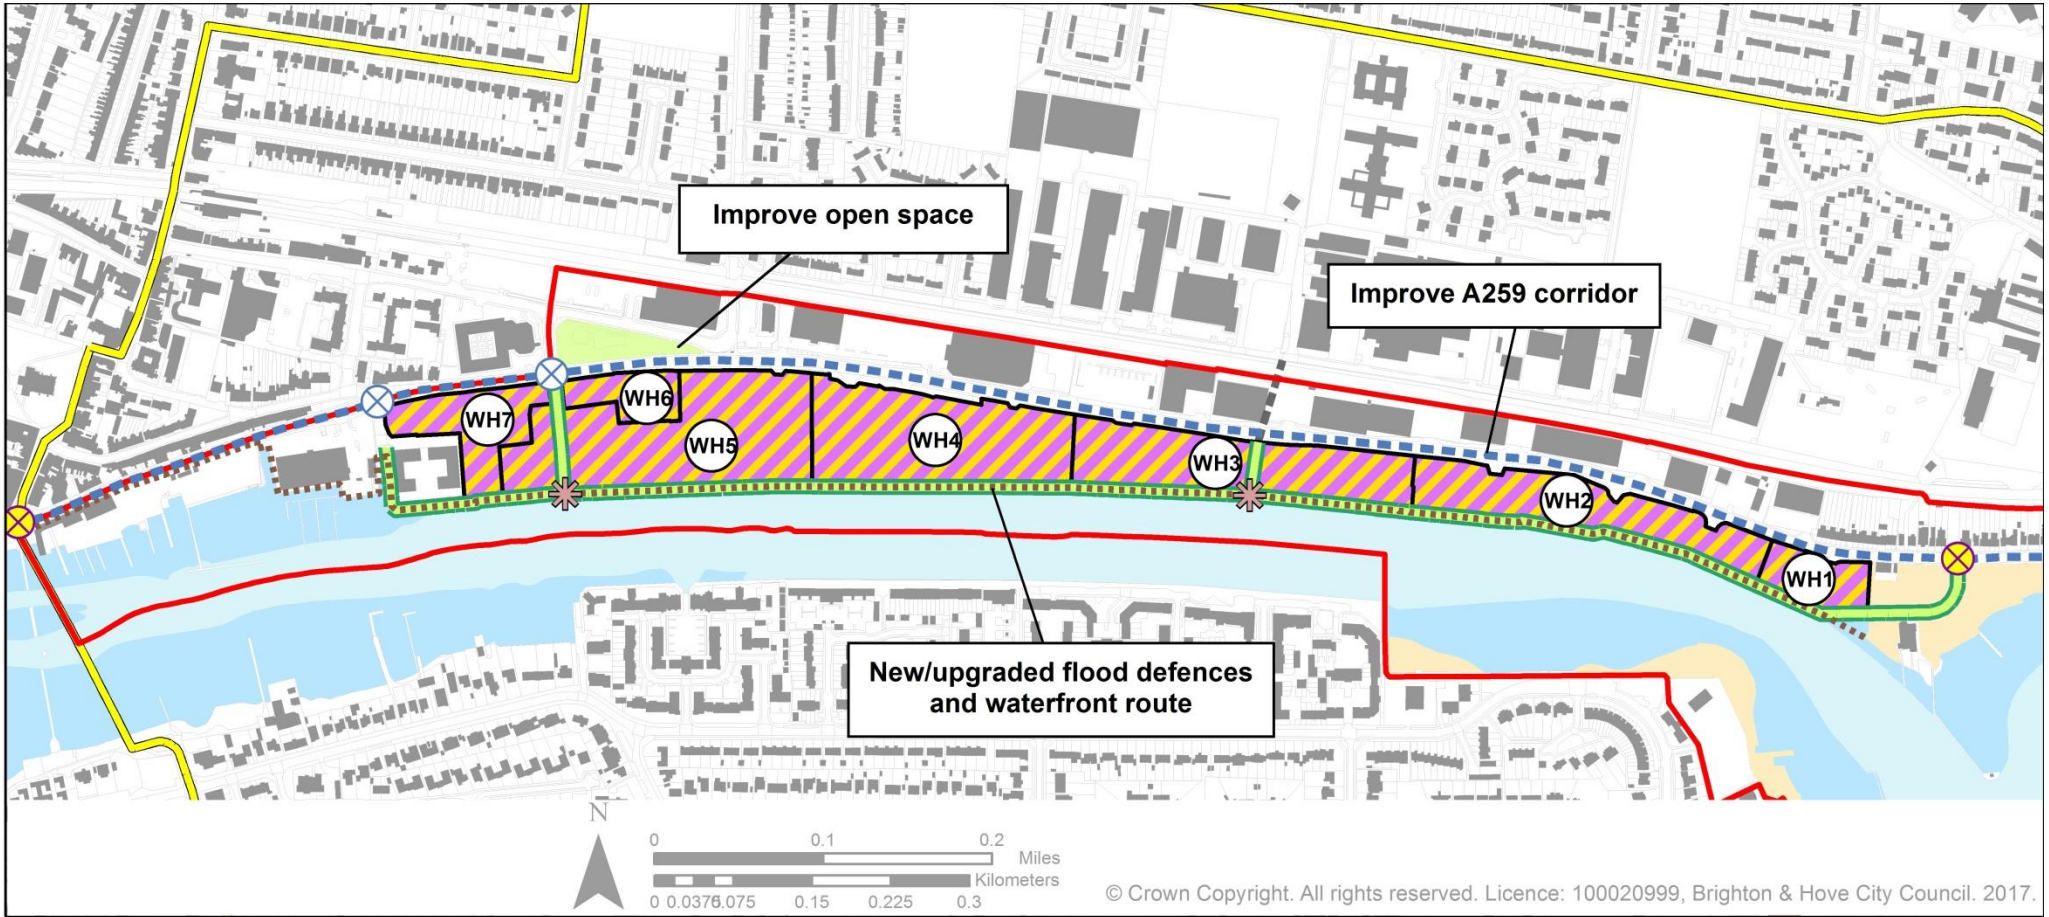 Improve open space
Improve A259 corridor
WH6
WH7
WH5
WH4
WH3
WH2
WH1
New/upgraded flood defences
and waterfront route
N
0 0.1 0.2
Miles
Kilometers
0 0.0375 0.075 0.15 0.225 0.3
© Crown Copyright. All rights reserved. Licence: 100020999, Brighton & Hove City Council. 2017.